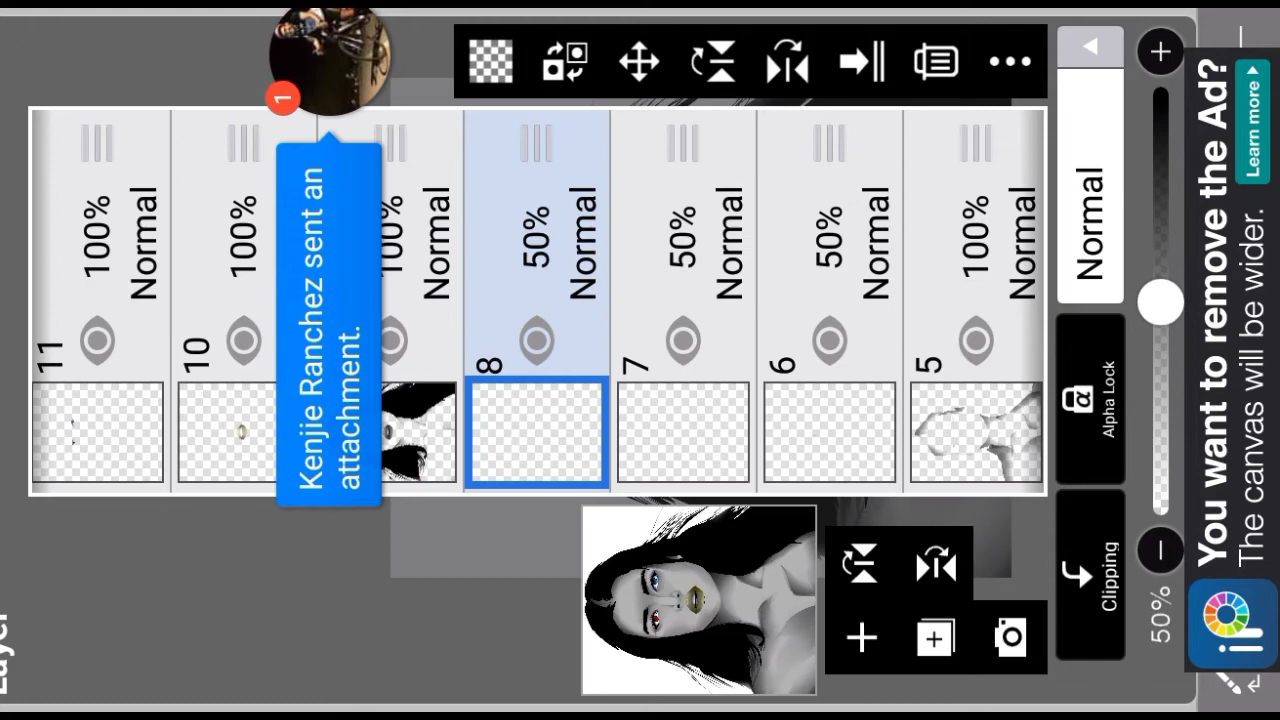 Layer
11
100%
Normal
10
100%
Kenjie Ranchez sent an
attachment.
1
100%
Normal
8
50%
Normal
7
50%
Normal
6
50%
Normal
5
100%
Normal
Clipping
α
Alpha Lock
Normal
50%
iP
You want to remove the Ad?
The canvas will be wider.
Learn more